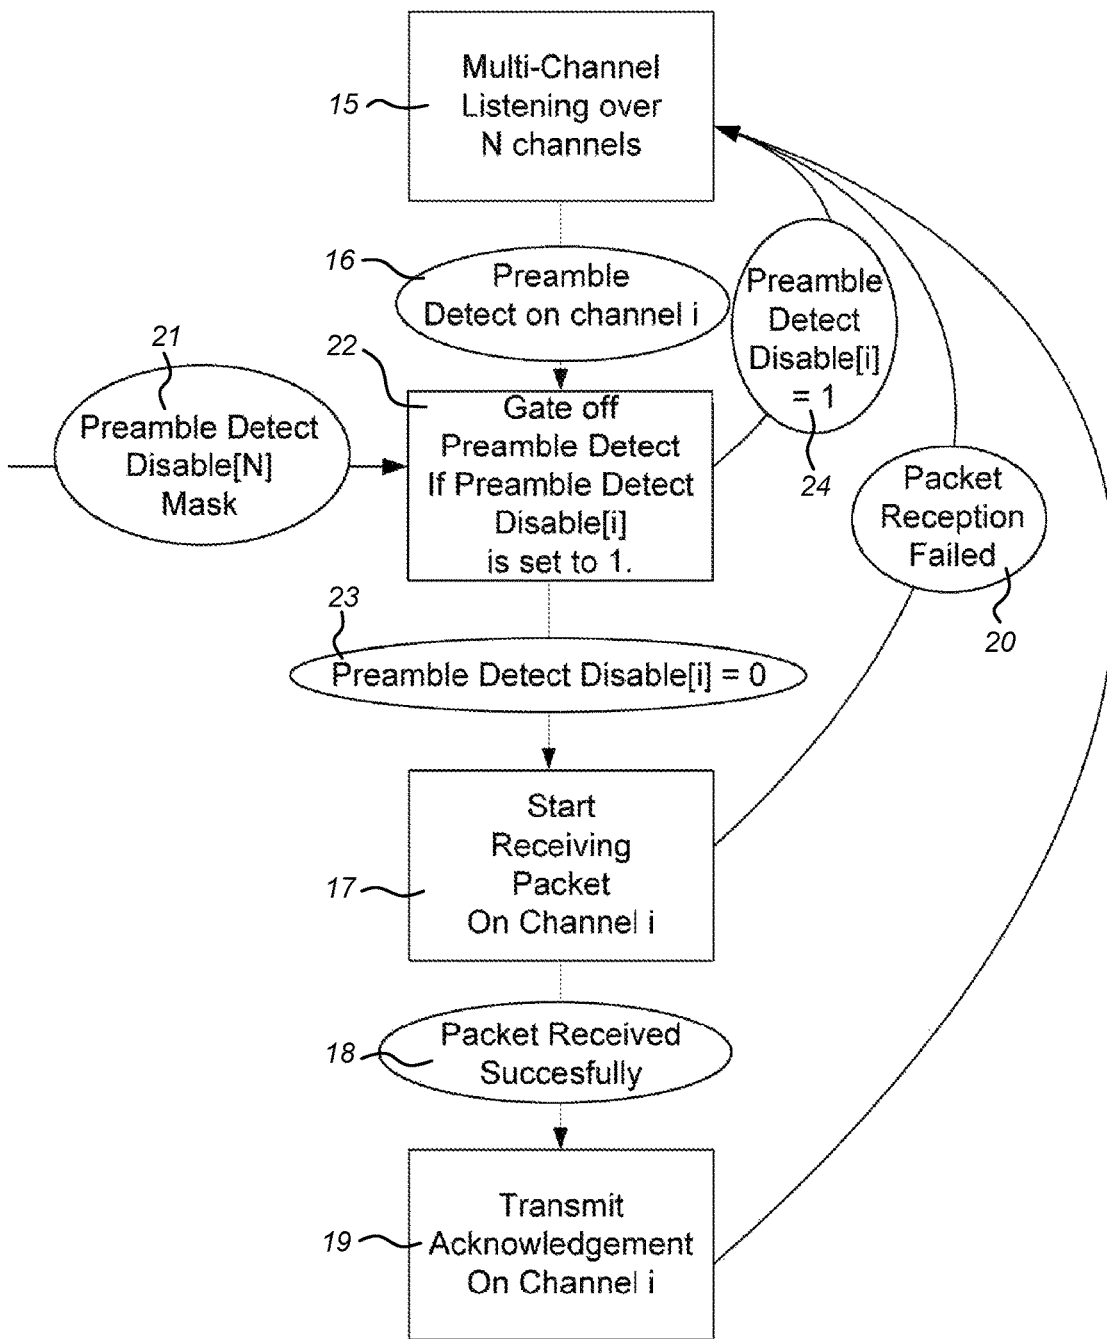 Multi-Channel
Listening over
N channels
15
16
Preamble
Detect on channel i
Preamble
Detect
Disable[i]
= 1
24
21
Preamble Detect
Disable[N]
Mask
22
Gate off
Preamble Detect
If Preamble Detect
Disable[i]
is set to 1.
Packet
Reception
Failed
20
23
Preamble Detect Disable[i] = 0
Start
Receiving
Packet
On Channel i
17
18
Packet Received
Succesfully
Transmit
Acknowledgement
On Channel i
19